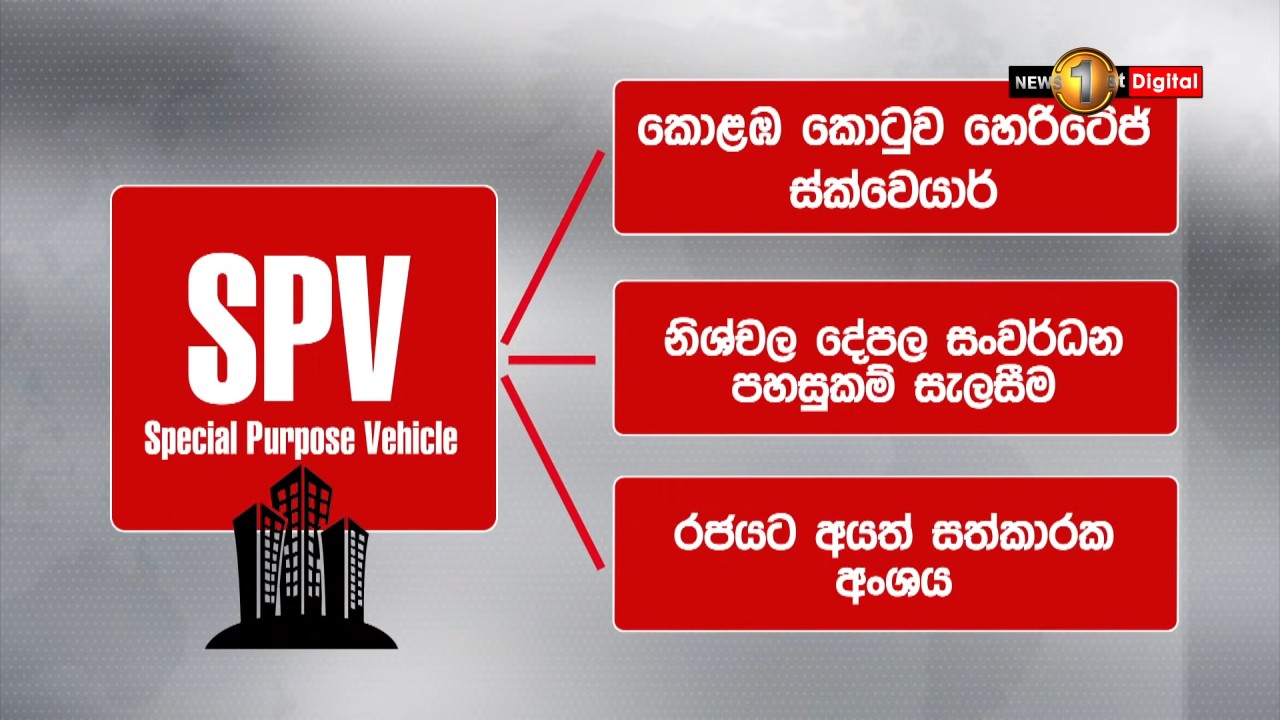 NEWS 1st Digital
කොළඹ කොටුව හෙරිටේජ්
ස්ක්වෙයාර්
SPV
Special Purpose Vehicle
නිශ්චල දේපල සංවර්ධන
පහසුකම් සැලසීම
රජයට අයත් සත්කාරක
අංශය